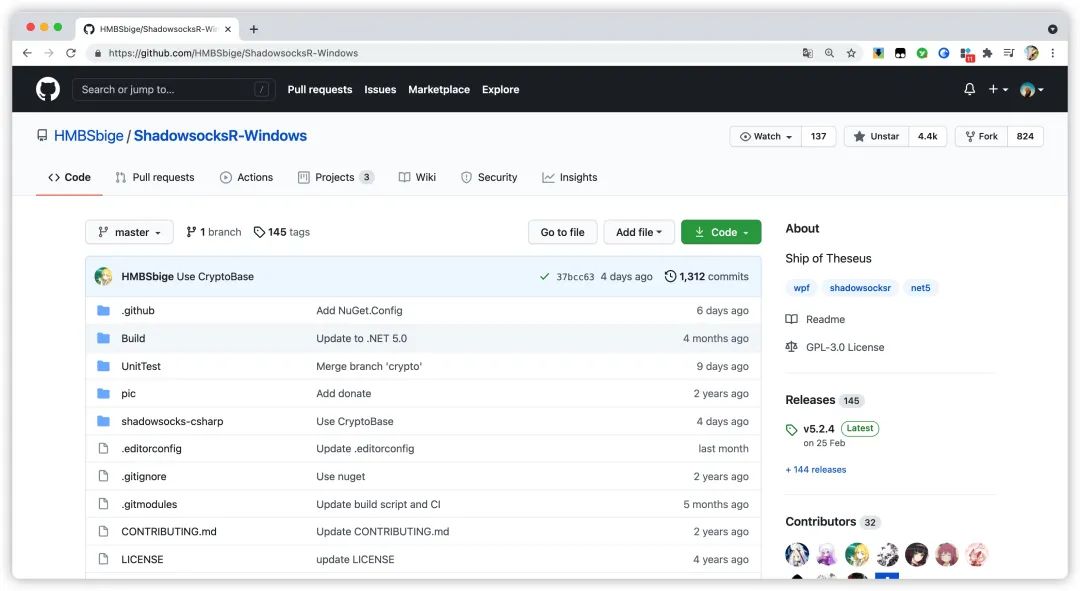 HMBSbige/ShadowsocksR-Win
https://github.com/HMBSbige/ShadowsocksR-Windows
11
Search or jump to... /
Pull requests Issues Marketplace Explore
HMBSbige / ShadowsocksR-Windows
Watch 137 Unstar 4.4k Fork 824
Code Pull requests Actions Projects 3 Wiki Security Insights
master 1 branch 145 tags Go to file Add file Code
HMBSbige Use CryptoBase 37bcc63 4 days ago 1,312 commits
.github Add NuGet.Config 6 days ago
Build Update to .NET 5.0 4 months ago
UnitTest Merge branch 'crypto' 9 days ago
pic Add donate 2 years ago
shadowsocks-csharp Use CryptoBase 4 days ago
.editorconfig Update .editorconfig last month
.gitignore Use nuget 2 years ago
.gitmodules Update build script and CI 5 months ago
CONTRIBUTING.md Update CONTRIBUTING.md 2 years ago
LICENSE update LICENSE 4 years ago
About
Ship of Theseus
wpf shadowsocksr net5
Readme
GPL-3.0 License
Releases 145
v5.2.4 Latest
on 25 Feb
+ 144 releases
Contributors 32